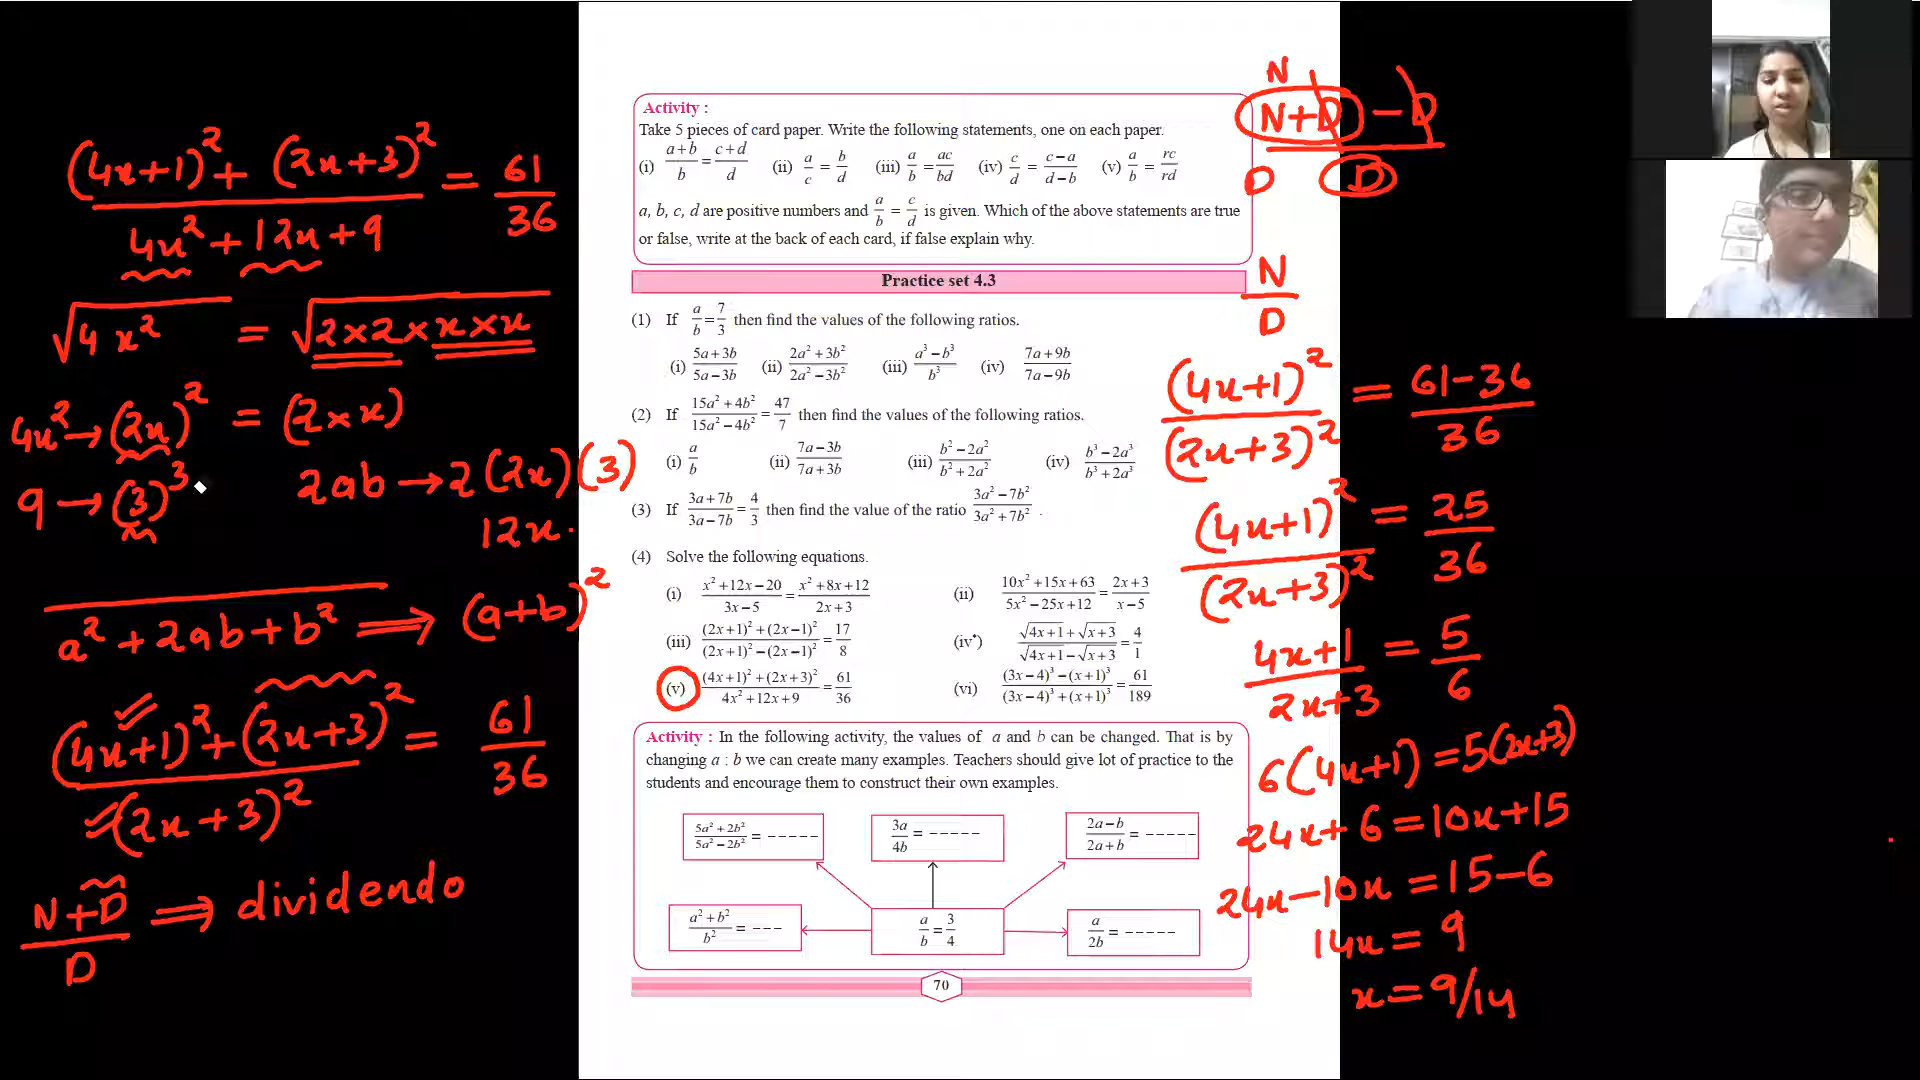 (4x+1)² + (2x+3)² / 4x² + 12x + 9 = 61/36
√4x² = √2×2×x×x
4x² → (2x)² = (2×x)
9 → (3)³
2ab → 2(2x)(3)
12x.
a² + 2ab + b² ⟹ (a+b)²
(4x+1)² + (2x+3)² / (2x+3)² = 61/36
N+D / D ⟹ dividendo
Activity :
Take 5 pieces of card paper. Write the following statements, one on each paper.
(i) a+b/b = c+d/d (ii) a/c = b/d (iii) a/b = ac/bd (iv) c/d = c−a/d−b (v) a/b = rc/rd
a, b, c, d are positive numbers and a/b = c/d is given. Which of the above statements are true
or false, write at the back of each card, if false explain why.
Practice set 4.3
(1) If a/b = 7/3 then find the values of the following ratios.
(i) 5a+3b/5a−3b (ii) 2a²+3b²/2a²−3b² (iii) a³−b³/b³ (iv) 7a+9b/7a−9b
(2) If 15a²+4b²/15a²−4b² = 47/7 then find the values of the following ratios.
(i) a/b (ii) 7a−3b/7a+3b (iii) b²−2a²/b²+2a² (iv) b³−2a³/b³+2a³
(3) If 3a+7b/3a−7b = 4/3 then find the value of the ratio 3a²−7b²/3a²+7b² .
(4) Solve the following equations.
(i) x²+12x−20/3x−5 = x²+8x+12/2x+3 (ii) 10x²+15x+63/5x²−25x+12 = 2x+3/x−5
(iii) (2x+1)²+(2x−1)²/(2x+1)²−(2x−1)² = 17/8 (iv*) √4x+1+√x+3/√4x+1−√x+3 = 4/1
(v) (4x+1)²+(2x+3)²/4x²+12x+9 = 61/36 (vi) (3x−4)³−(x+1)³/(3x−4)³+(x+1)³ = 61/189
Activity : In the following activity, the values of a and b can be changed. That is by
changing a : b we can create many examples. Teachers should give lot of practice to the
students and encourage them to construct their own examples.
5a²+2b²/5a²−2b² = -----
3a/4b = -----
2a−b/2a+b = -----
a²+b²/b² = ---
a/b = 3/4
a/2b = -----
70
N
N+D − D
D D
N/D
(4x+1)²/(2x+3)² = 61−36/36
(4x+1)²/(2x+3)² = 25/36
4x+1/2x+3 = 5/6
6(4x+1) = 5(2x+3)
24x+6 = 10x+15
24x−10x = 15−6
14x = 9
x = 9/14